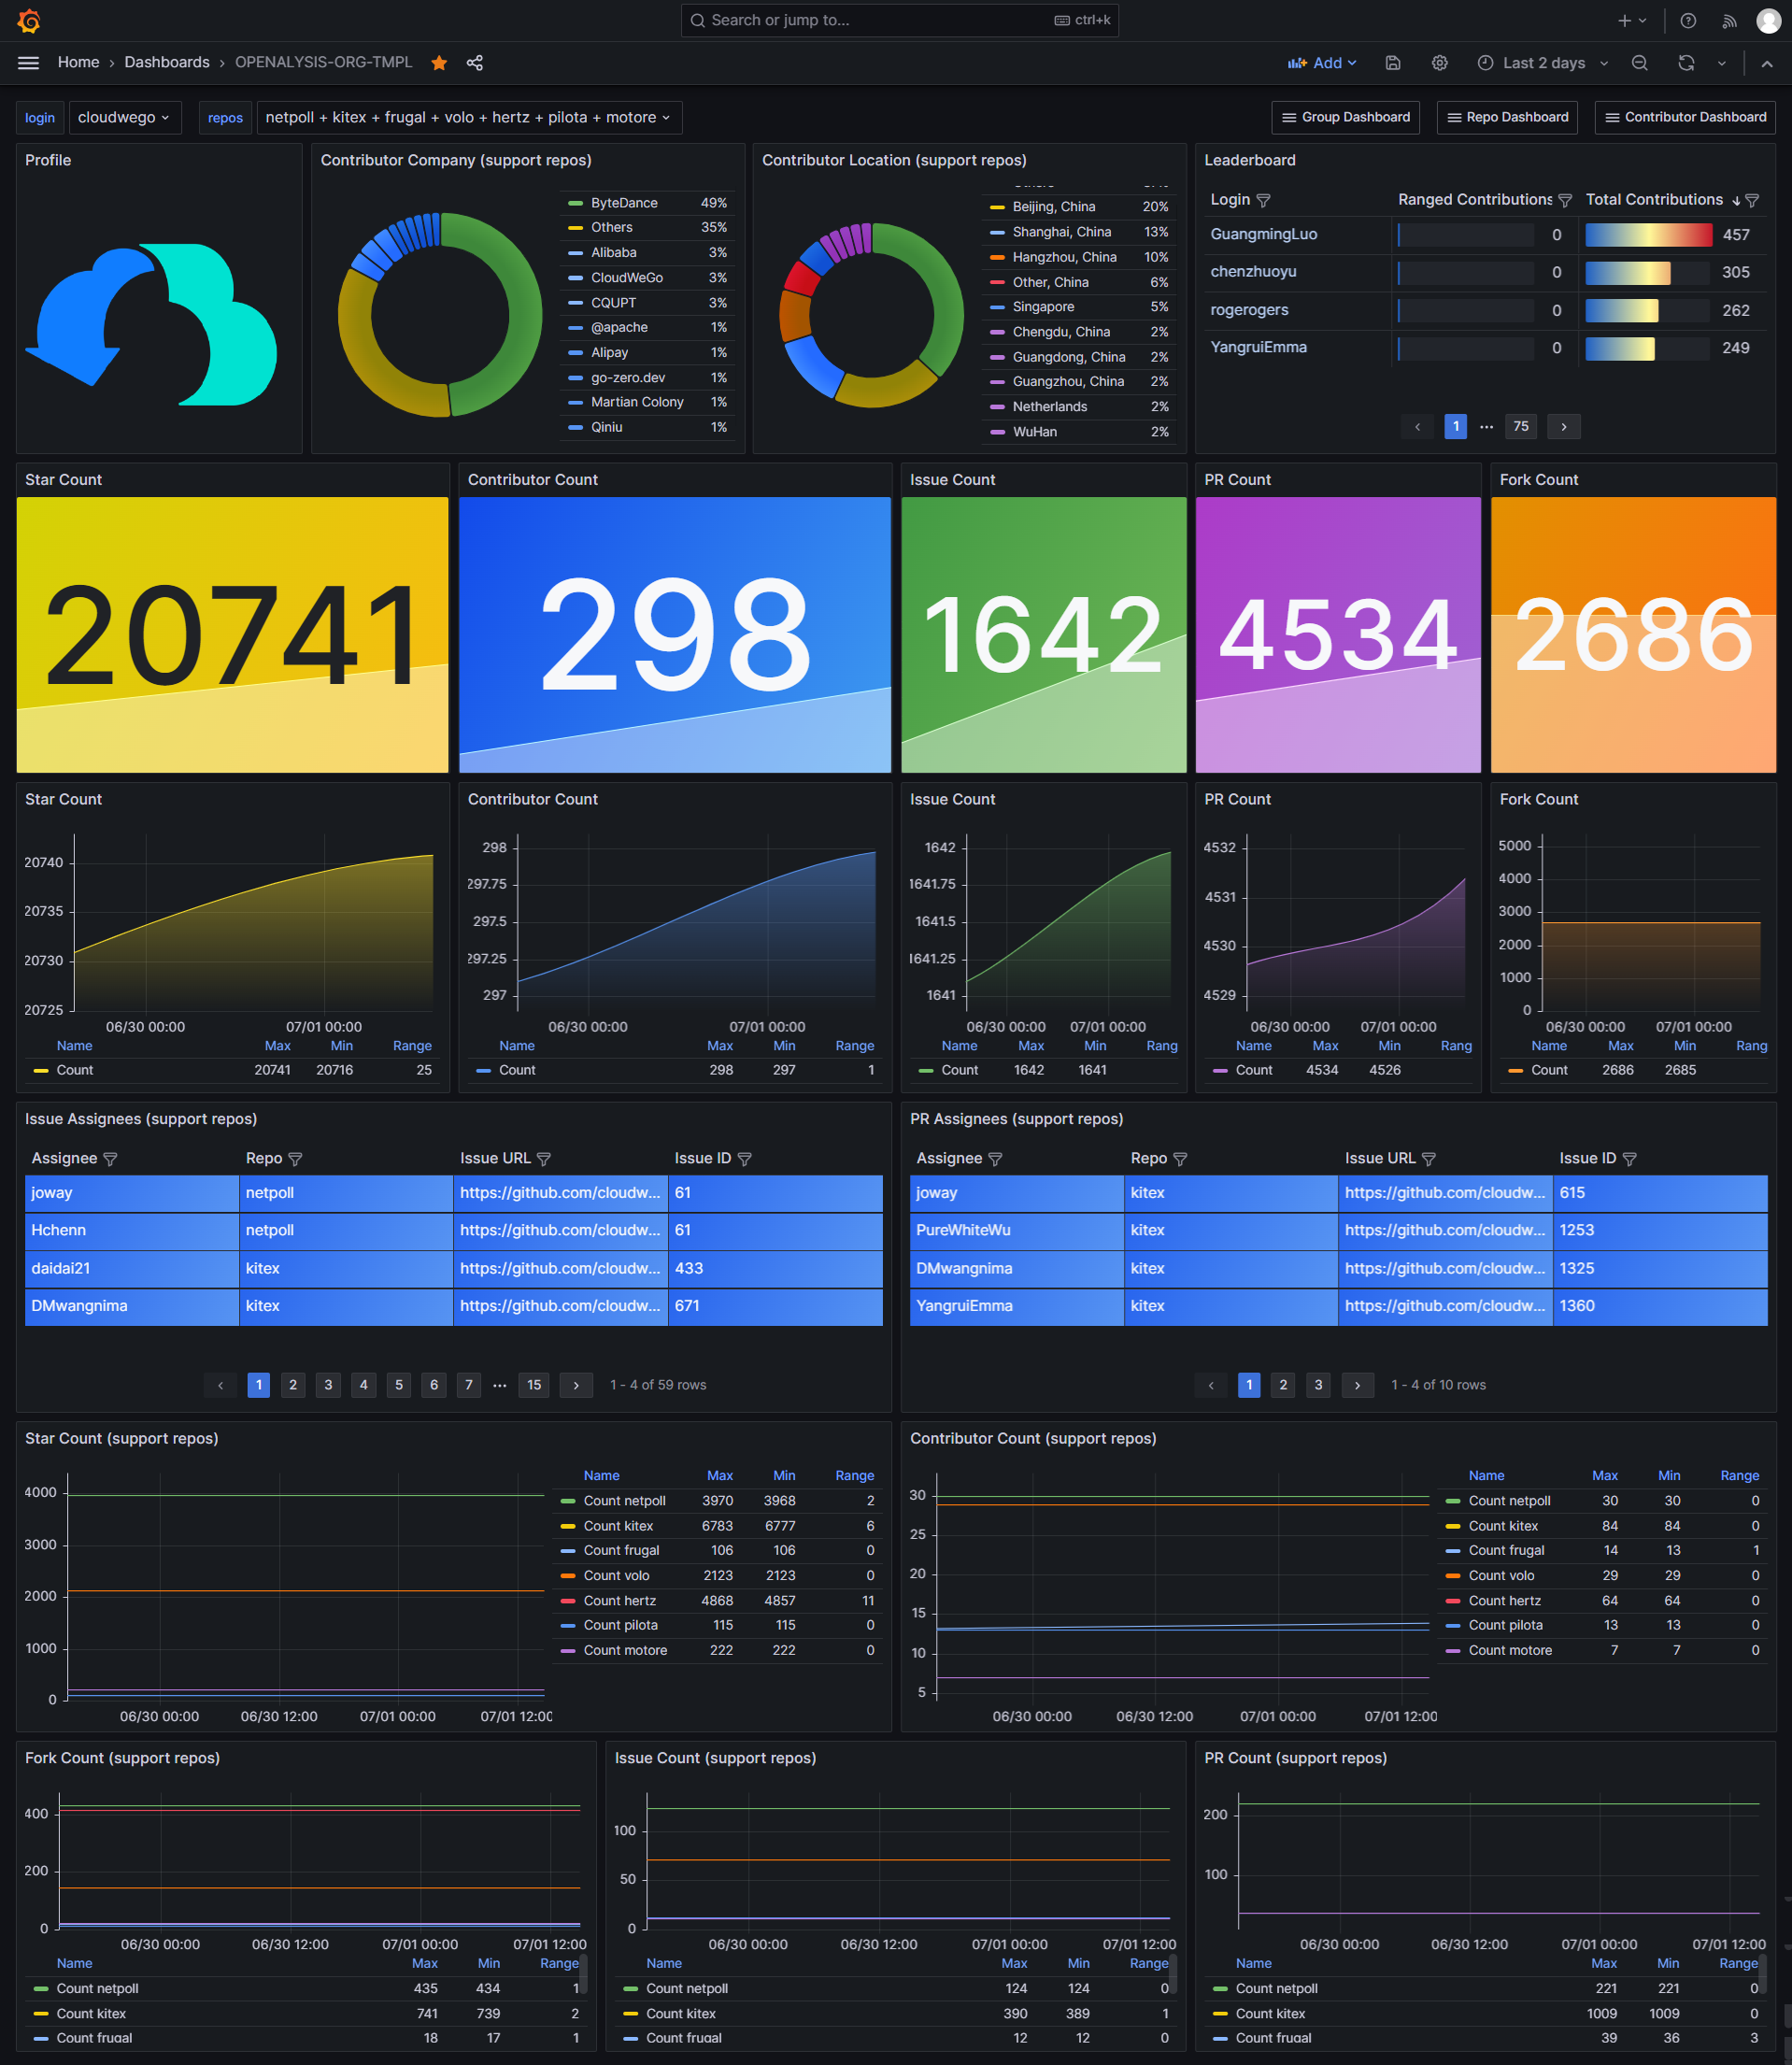 Search or jump to...
ctrl+k
Home › Dashboards › OPENALYSIS-ORG-TMPL
Add
Last 2 days
login cloudwego
repos netpoll + kitex + frugal + volo + hertz + pilota + motore
Group Dashboard
Repo Dashboard
Contributor Dashboard
Profile
Contributor Company (support repos)
ByteDance 49%
Others 35%
Alibaba 3%
CloudWeGo 3%
CQUPT 3%
@apache 1%
Alipay 1%
go-zero.dev 1%
Martian Colony 1%
Qiniu 1%
Contributor Location (support repos)
Beijing, China 20%
Shanghai, China 13%
Hangzhou, China 10%
Other, China 6%
Singapore 5%
Chengdu, China 2%
Guangdong, China 2%
Guangzhou, China 2%
Netherlands 2%
WuHan 2%
Leaderboard
Login Ranged Contributions Total Contributions
GuangmingLuo 0 457
chenzhuoyu 0 305
rogerogers 0 262
YangruiEmma 0 249
‹ 1 ... 75 ›
Star Count
20741
Contributor Count
298
Issue Count
1642
PR Count
4534
Fork Count
2686
Star Count
20740
20735
20730
20725
06/30 00:00 07/01 00:00
Name Max Min Range
Count 20741 20716 25
Contributor Count
298
297.75
297.5
297.25
297
06/30 00:00 07/01 00:00
Name Max Min Range
Count 298 297 1
Issue Count
1642
1641.75
1641.5
1641.25
1641
06/30 00:00 07/01 00:00
Name Max Min Rang
Count 1642 1641
PR Count
4532
4531
4530
4529
06/30 00:00 07/01 00:00
Name Max Min Rang
Count 4534 4526
Fork Count
5000
4000
3000
2000
1000
0
06/30 00:00 07/01 00:00
Name Max Min Rang
Count 2686 2685
Issue Assignees (support repos)
Assignee Repo Issue URL Issue ID
joway netpoll https://github.com/cloudw... 61
Hchenn netpoll https://github.com/cloudw... 61
daidai21 kitex https://github.com/cloudw... 433
DMwangnima kitex https://github.com/cloudw... 671
‹ 1 2 3 4 5 6 7 ... 15 › 1 - 4 of 59 rows
PR Assignees (support repos)
Assignee Repo Issue URL Issue ID
joway kitex https://github.com/cloudw... 615
PureWhiteWu kitex https://github.com/cloudw... 1253
DMwangnima kitex https://github.com/cloudw... 1325
YangruiEmma kitex https://github.com/cloudw... 1360
‹ 1 2 3 › 1 - 4 of 10 rows
Star Count (support repos)
4000
3000
2000
1000
0
06/30 00:00 06/30 12:00 07/01 00:00 07/01 12:00
Name Max Min Range
Count netpoll 3970 3968 2
Count kitex 6783 6777 6
Count frugal 106 106 0
Count volo 2123 2123 0
Count hertz 4868 4857 11
Count pilota 115 115 0
Count motore 222 222 0
Contributor Count (support repos)
30
25
20
15
10
5
06/30 00:00 06/30 12:00 07/01 00:00 07/01 12:00
Name Max Min Range
Count netpoll 30 30 0
Count kitex 84 84 0
Count frugal 14 13 1
Count volo 29 29 0
Count hertz 64 64 0
Count pilota 13 13 0
Count motore 7 7 0
Fork Count (support repos)
400
200
0
06/30 00:00 06/30 12:00 07/01 00:00 07/01 12:00
Name Max Min Range
Count netpoll 435 434 1
Count kitex 741 739 2
Count frugal 18 17 1
Issue Count (support repos)
100
50
0
06/30 00:00 06/30 12:00 07/01 00:00 07/01 12:00
Name Max Min Range
Count netpoll 124 124 0
Count kitex 390 389 1
Count frugal 12 12 0
PR Count (support repos)
200
100
06/30 00:00 06/30 12:00 07/01 00:00 07/01 12:00
Name Max Min Range
Count netpoll 221 221 0
Count kitex 1009 1009 0
Count frugal 39 36 3